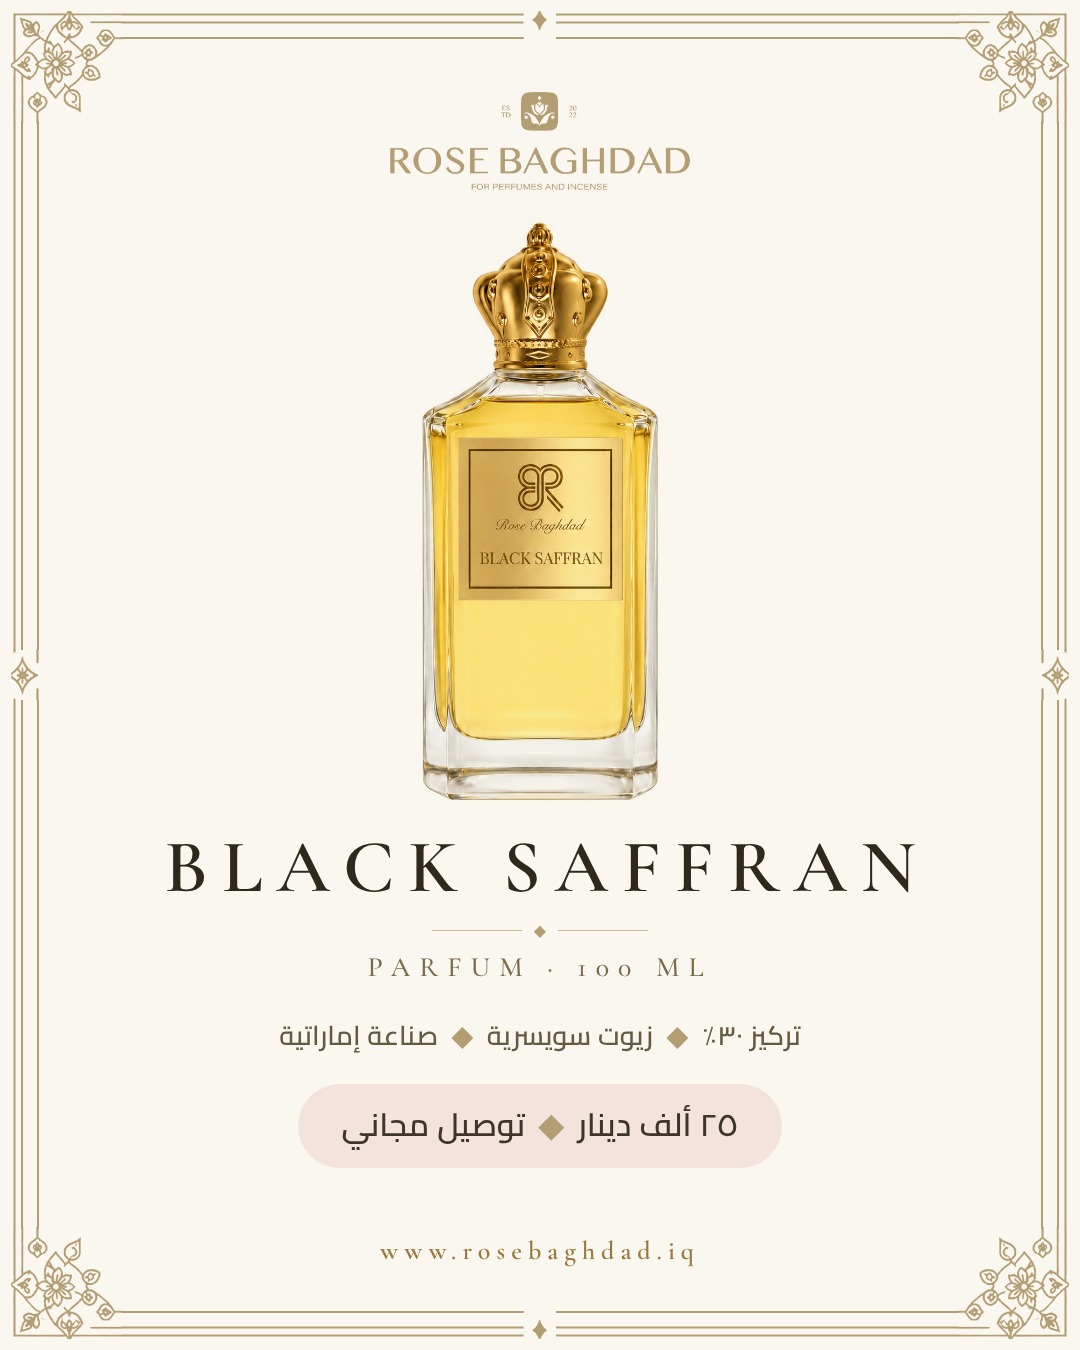 ES
TD
20
22
ROSE BAGHDAD
FOR PERFUMES AND INCENSE
Rose Baghdad
BLACK SAFFRAN
BLACK SAFFRAN
PARFUM · 100 ML
تركيز ٣٠٪ ◆ زيوت سويسرية ◆ صناعة إماراتية
٢٥ ألف دينار ◆ توصيل مجاني
www.rosebaghdad.iq